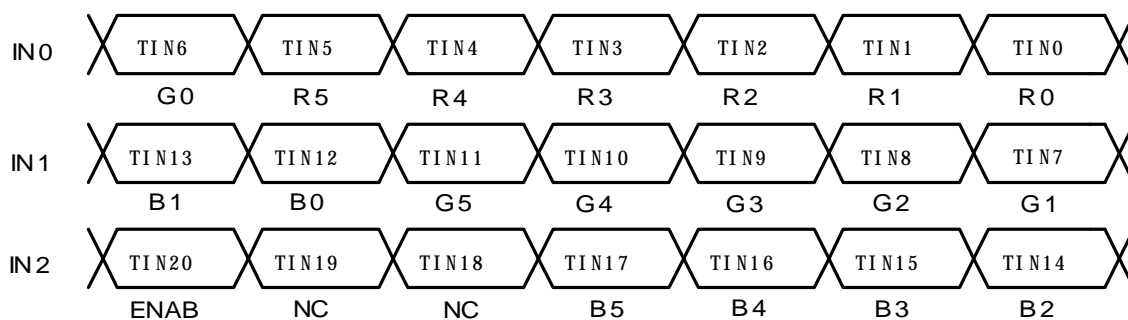 IN0 TIN6 TIN5 TIN4 TIN3 TIN2 TIN1 TIN0
G0 R5 R4 R3 R2 R1 R0
IN1 TIN13 TIN12 TIN11 TIN10 TIN9 TIN8 TIN7
B1 B0 G5 G4 G3 G2 G1
IN2 TIN20 TIN19 TIN18 TIN17 TIN16 TIN15 TIN14
ENAB NC NC B5 B4 B3 B2